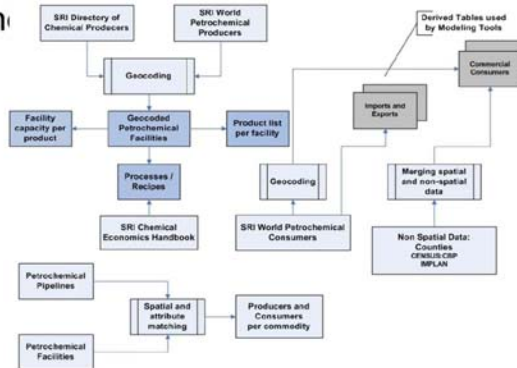 SRI Directory of
Chemical Producers
SRI World
Petrochemical
Producers
Derived Tables used
by Modeling Tools
Geocoding
Commercial
Consumers
Imports and
Exports
Facility
capacity per
product
Geocoded
Petrochemical
Facilities
Product list
per facility
Processes /
Recipes
Geocoding
Merging spatial
and non-spatial
data
SRI Chemical
Economics Handbook
SRI World Petrochemical
Consumers
Non Spatial Data:
Counties
CENSUS:CBP
IMPLAN
Petrochemical
Pipelines
Spatial and
attribute
matching
Producers and
Consumers
per commodity
Petrochemical
Facilities